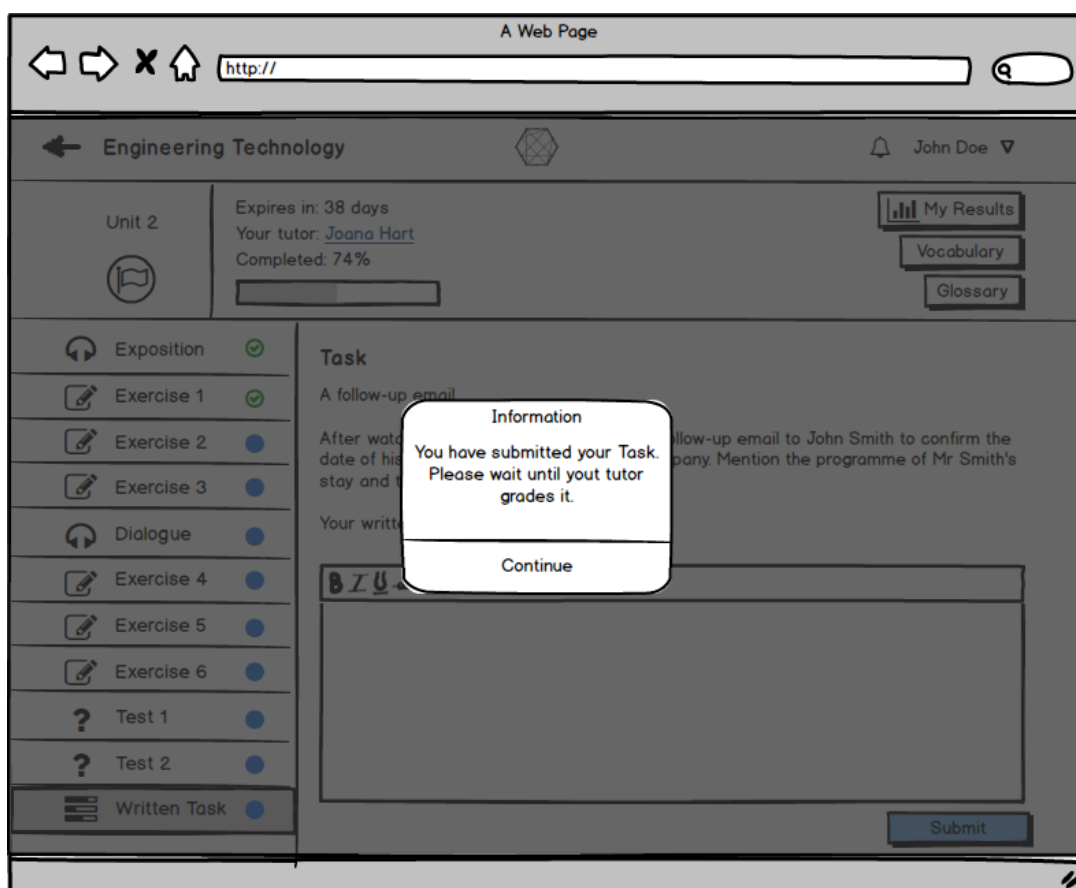 A Web Page
http://
Engineering Technology
John Doe
Unit 2
Expires in: 38 days
Your tutor: Joana Hart
Completed: 74%
My Results
Vocabulary
Glossary
Exposition
Exercise 1
Exercise 2
Exercise 3
Dialogue
Exercise 4
Exercise 5
Exercise 6
Test 1
Test 2
Written Task
Task
A follow-up email
After
follow-up email to John Smith to confirm the
date of his
Mention the programme of Mr Smith's
stay and
Your
Information
You have submitted your Task.
Please wait until yout tutor
grades it.
Continue
B I U
Submit